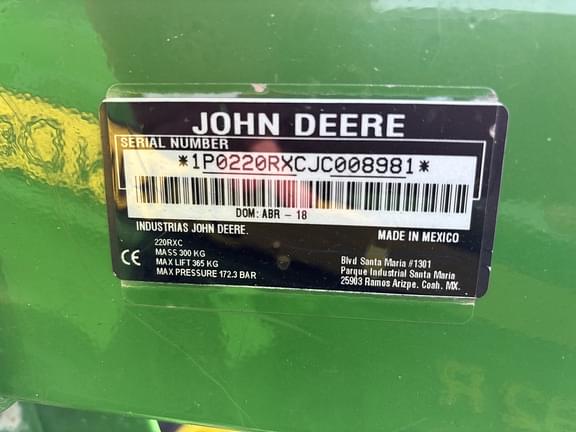 JOHN DEERE
SERIAL NUMBER
*1P0220RXCJC008981*
DOM: ABR - 18
INDUSTRIAS JOHN DEERE.
MADE IN MEXICO
220RXC
MASS 300 KG
MAX LIFT 365 KG
MAX PRESSURE 172.3 BAR
CE
Blvd Santa Maria #1301
Parque Industrial Santa Maria
25903 Ramos Arizpe. Coah. MX.